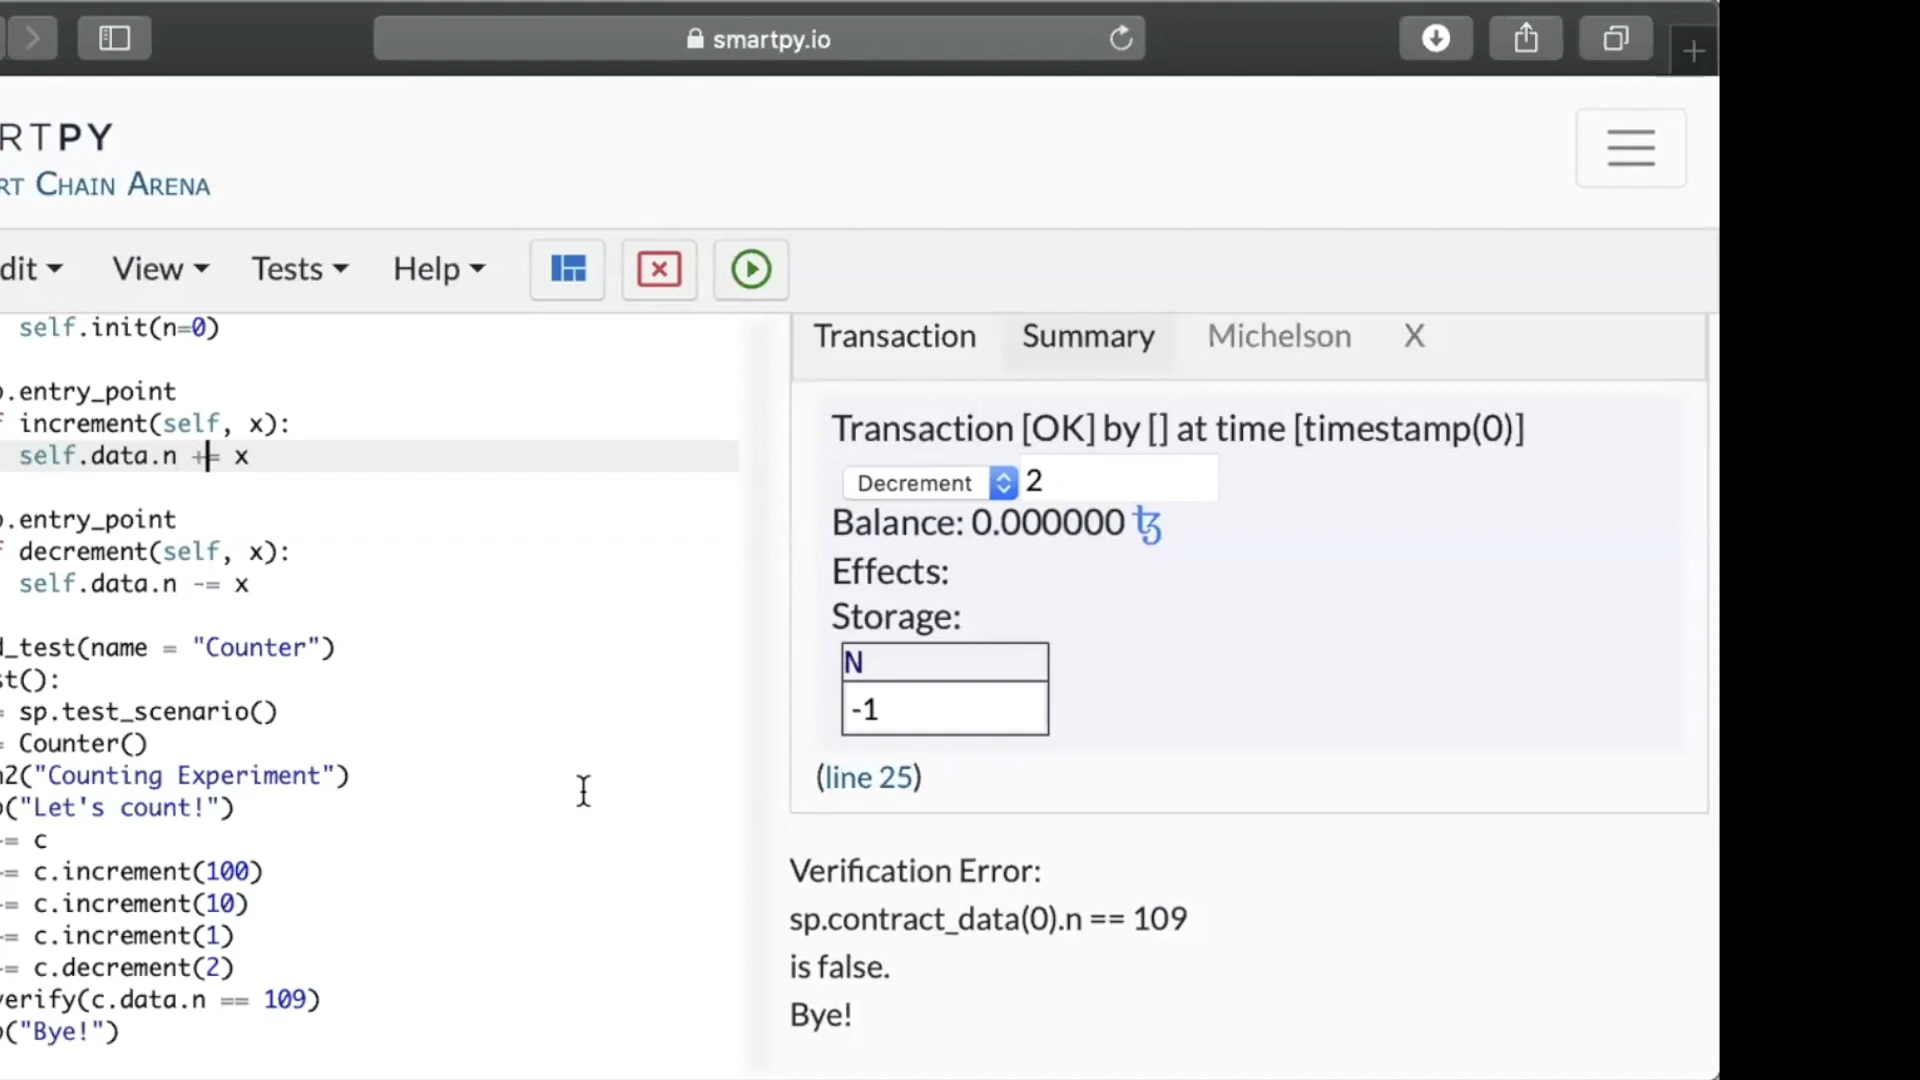 smartpy.io
RTPY
RT CHAIN ARENA
dit View Tests Help
self.init(n=0)
.entry_point
increment(self, x):
self.data.n += x
.entry_point
decrement(self, x):
self.data.n -= x
_test(name = "Counter")
st():
= sp.test_scenario()
= Counter()
2("Counting Experiment")
("Let's count!")
= c
= c.increment(100)
= c.increment(10)
= c.increment(1)
= c.decrement(2)
verify(c.data.n == 109)
("Bye!")
Transaction Summary Michelson X
Transaction [OK] by [] at time [timestamp(0)]
Decrement 2
Balance: 0.000000 ꜩ
Effects:
Storage:
N
-1
(line 25)
Verification Error:
sp.contract_data(0).n == 109
is false.
Bye!